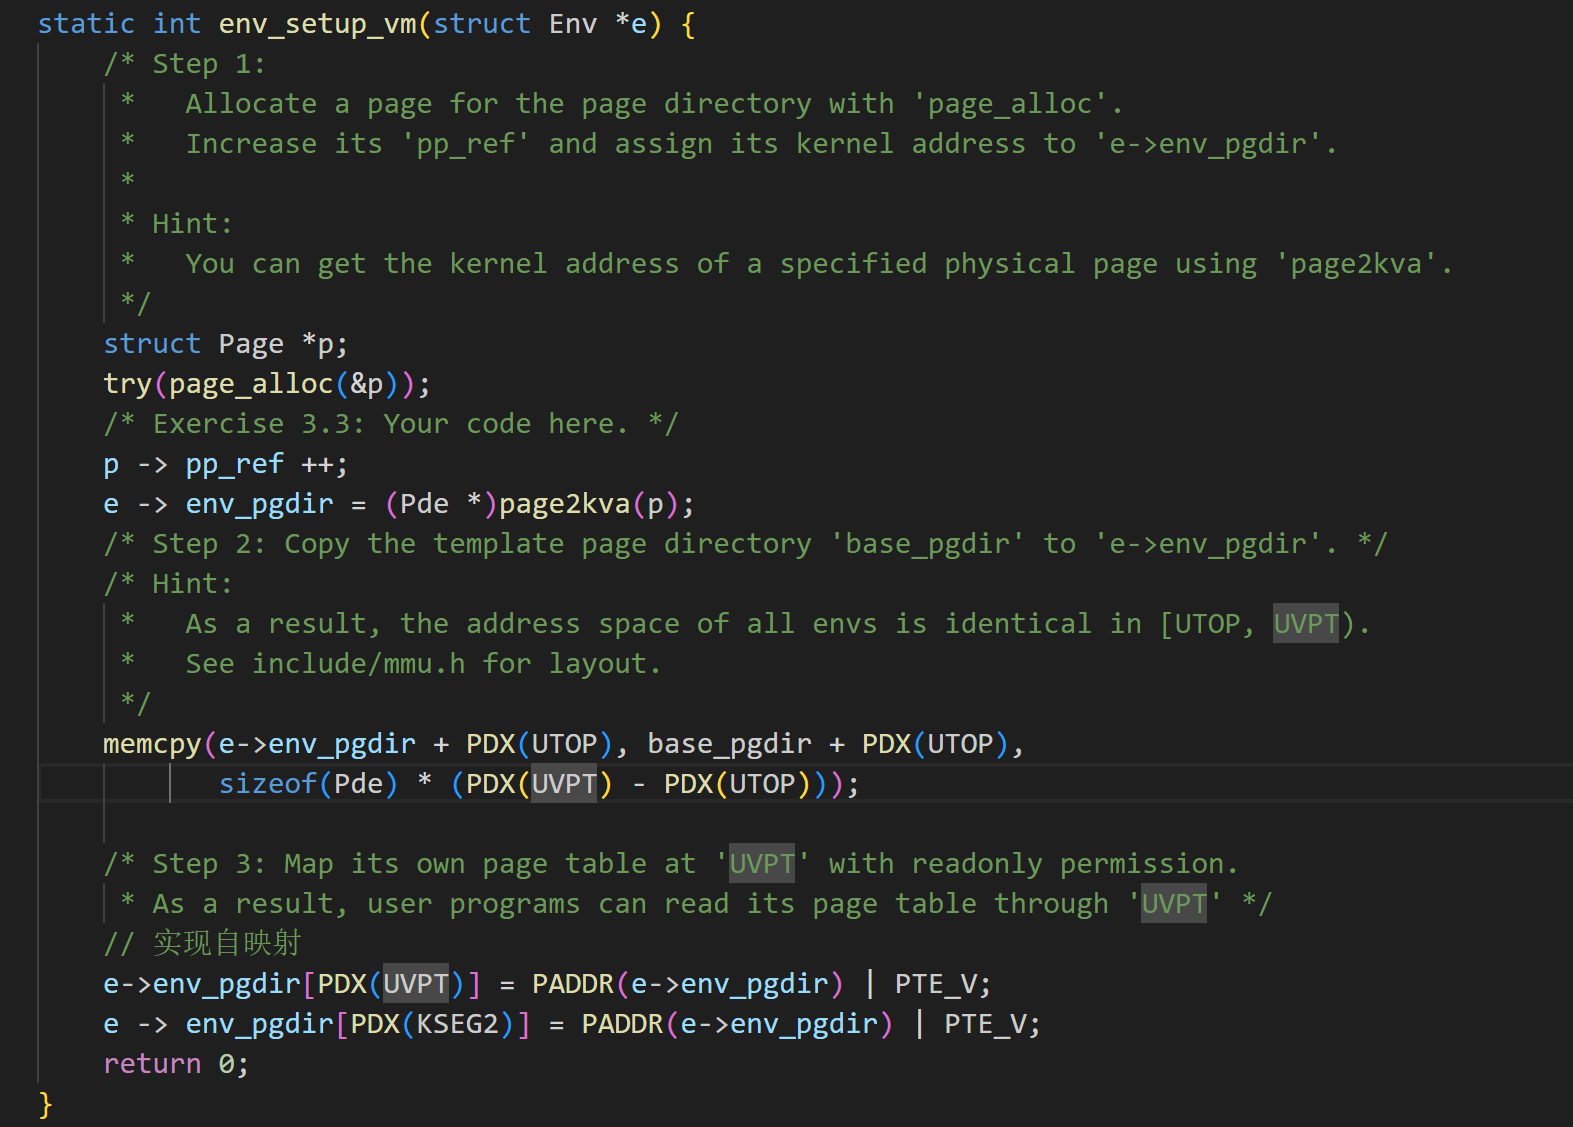 static int env_setup_vm(struct Env *e) {
/* Step 1:
*   Allocate a page for the page directory with 'page_alloc'.
*   Increase its 'pp_ref' and assign its kernel address to 'e->env_pgdir'.
*
* Hint:
*   You can get the kernel address of a specified physical page using 'page2kva'.
*/
struct Page *p;
try(page_alloc(&p));
/* Exercise 3.3: Your code here. */
p -> pp_ref ++;
e -> env_pgdir = (Pde *)page2kva(p);
/* Step 2: Copy the template page directory 'base_pgdir' to 'e->env_pgdir'. */
/* Hint:
*   As a result, the address space of all envs is identical in [UTOP, UVPT).
*   See include/mmu.h for layout.
*/
memcpy(e->env_pgdir + PDX(UTOP), base_pgdir + PDX(UTOP),
sizeof(Pde) * (PDX(UVPT) - PDX(UTOP)));
/* Step 3: Map its own page table at 'UVPT' with readonly permission.
* As a result, user programs can read its page table through 'UVPT' */
// 实现自映射
e->env_pgdir[PDX(UVPT)] = PADDR(e->env_pgdir) | PTE_V;
e -> env_pgdir[PDX(KSEG2)] = PADDR(e->env_pgdir) | PTE_V;
return 0;
}